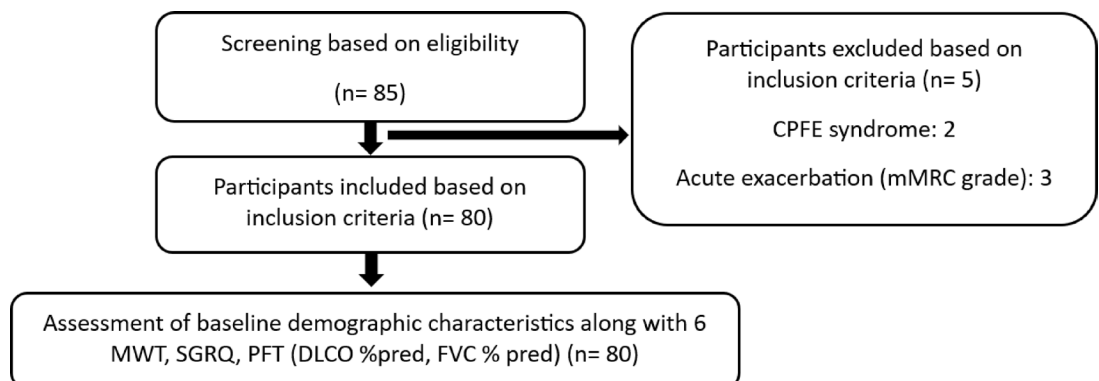 Screening based on eligibility
(n= 85)
Participants excluded based on
inclusion criteria (n= 5)
CPFE syndrome: 2
Acute exacerbation (mMRC grade): 3
Participants included based on
inclusion criteria (n= 80)
Assessment of baseline demographic characteristics along with 6
MWT, SGRQ, PFT (DLCO %pred, FVC % pred) (n= 80)